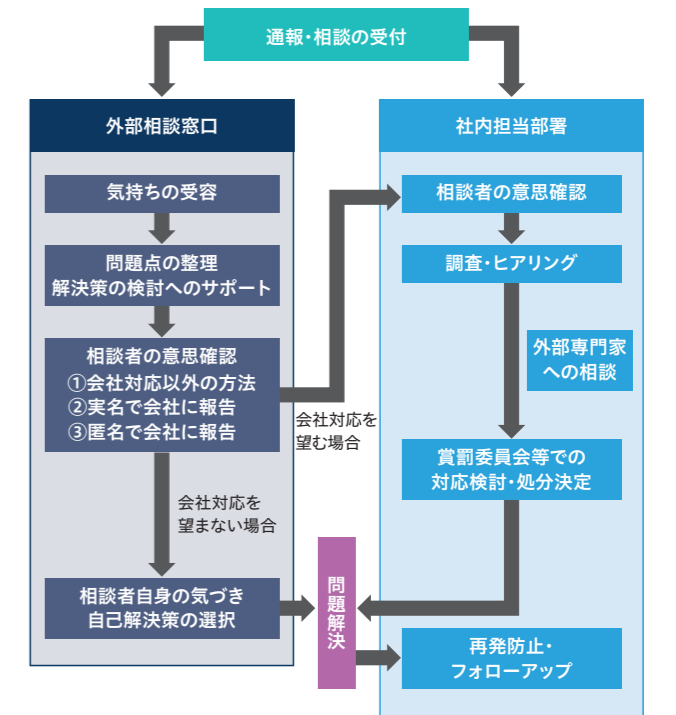 通報・相談の受付
外部相談窓口
気持ちの受容
問題点の整理
解決策の検討へのサポート
相談者の意思確認
①会社対応以外の方法
②実名で会社に報告
③匿名で会社に報告
会社対応を
望む場合
会社対応を
望まない場合
相談者自身の気づき
自己解決策の選択
社内担当部署
相談者の意思確認
調査・ヒアリング
外部専門家
への相談
賞罰委員会等での
対応検討・処分決定
問題解決
再発防止・
フォローアップ